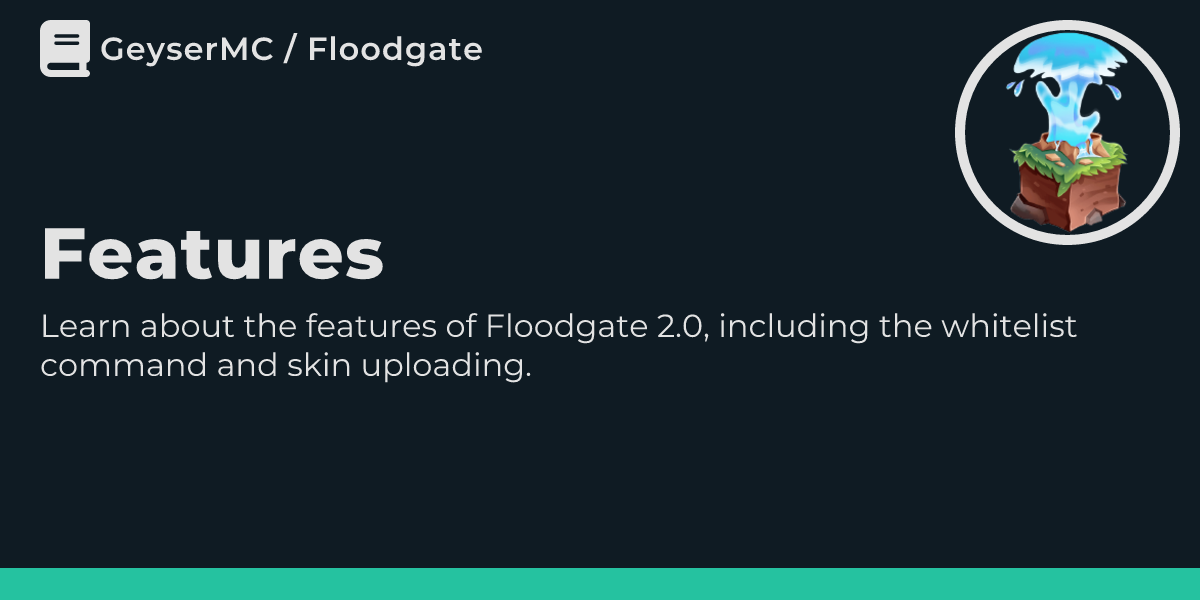 GeyserMC / Floodgate
Features
Learn about the features of Floodgate 2.0, including the whitelist
command and skin uploading.